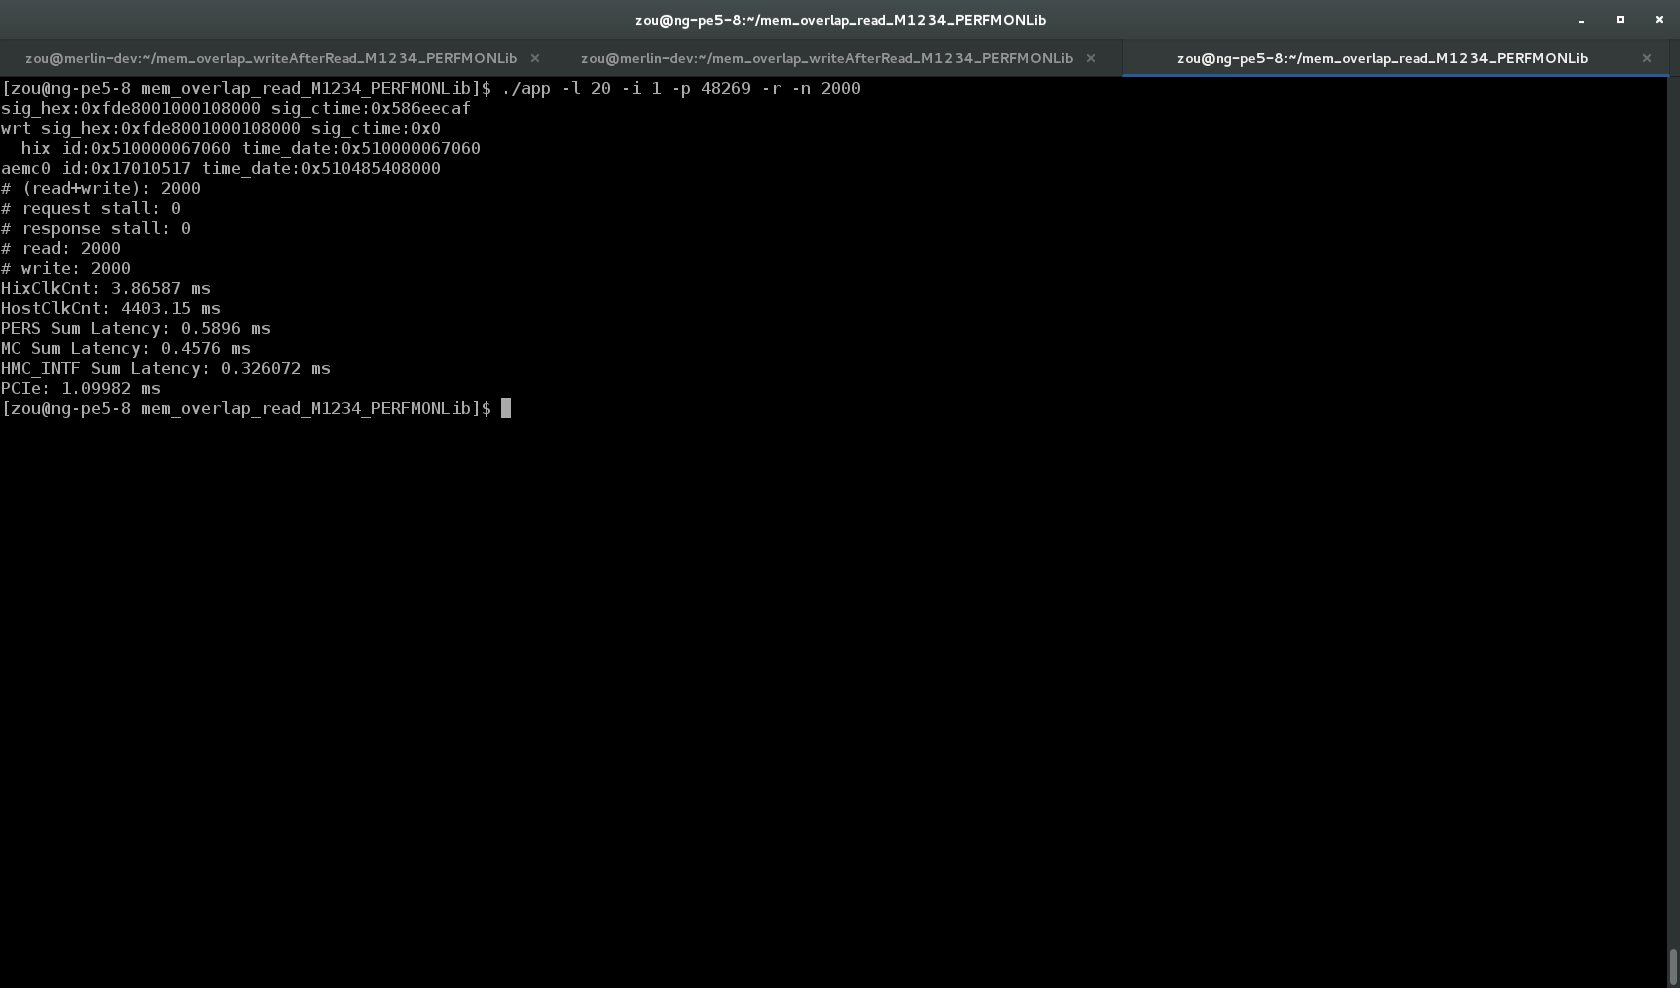 zou@ng-pe5-8:~/mem_overlap_read_M1234_PERFMONLib
zou@merlin-dev:~/mem_overlap_writeAfterRead_M1234_PERFMONLib
zou@merlin-dev:~/mem_overlap_writeAfterRead_M1234_PERFMONLib
zou@ng-pe5-8:~/mem_overlap_read_M1234_PERFMONLib
[zou@ng-pe5-8 mem_overlap_read_M1234_PERFMONLib]$ ./app -l 20 -i 1 -p 48269 -r -n 2000
sig_hex:0xfde8001000108000 sig_ctime:0x586eecaf
wrt sig_hex:0xfde8001000108000 sig_ctime:0x0
  hix id:0x510000067060 time_date:0x510000067060
aemc0 id:0x17010517 time_date:0x510485408000
# (read+write): 2000
# request stall: 0
# response stall: 0
# read: 2000
# write: 2000
HixClkCnt: 3.86587 ms
HostClkCnt: 4403.15 ms
PERS Sum Latency: 0.5896 ms
MC Sum Latency: 0.4576 ms
HMC_INTF Sum Latency: 0.326072 ms
PCIe: 1.09982 ms
[zou@ng-pe5-8 mem_overlap_read_M1234_PERFMONLib]$